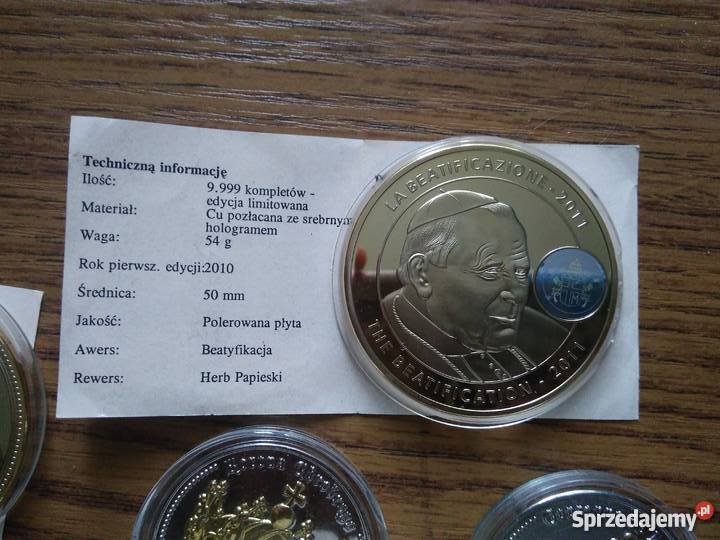 Techniczną informację
Ilość: 9.999 kompletów -
edycja limitowana
Materiał: Cu pozłacana ze srebrnym
hologramem
Waga: 54 g
Rok pierwsz. edycji:2010
Średnica: 50 mm
Jakość: Polerowana płyta
Awers: Beatyfikacja
Rewers: Herb Papieski
LA BEATIFICAZIONE - 2011
THE BEATIFICATION - 2011
Korona
Sprzedajemy.pl